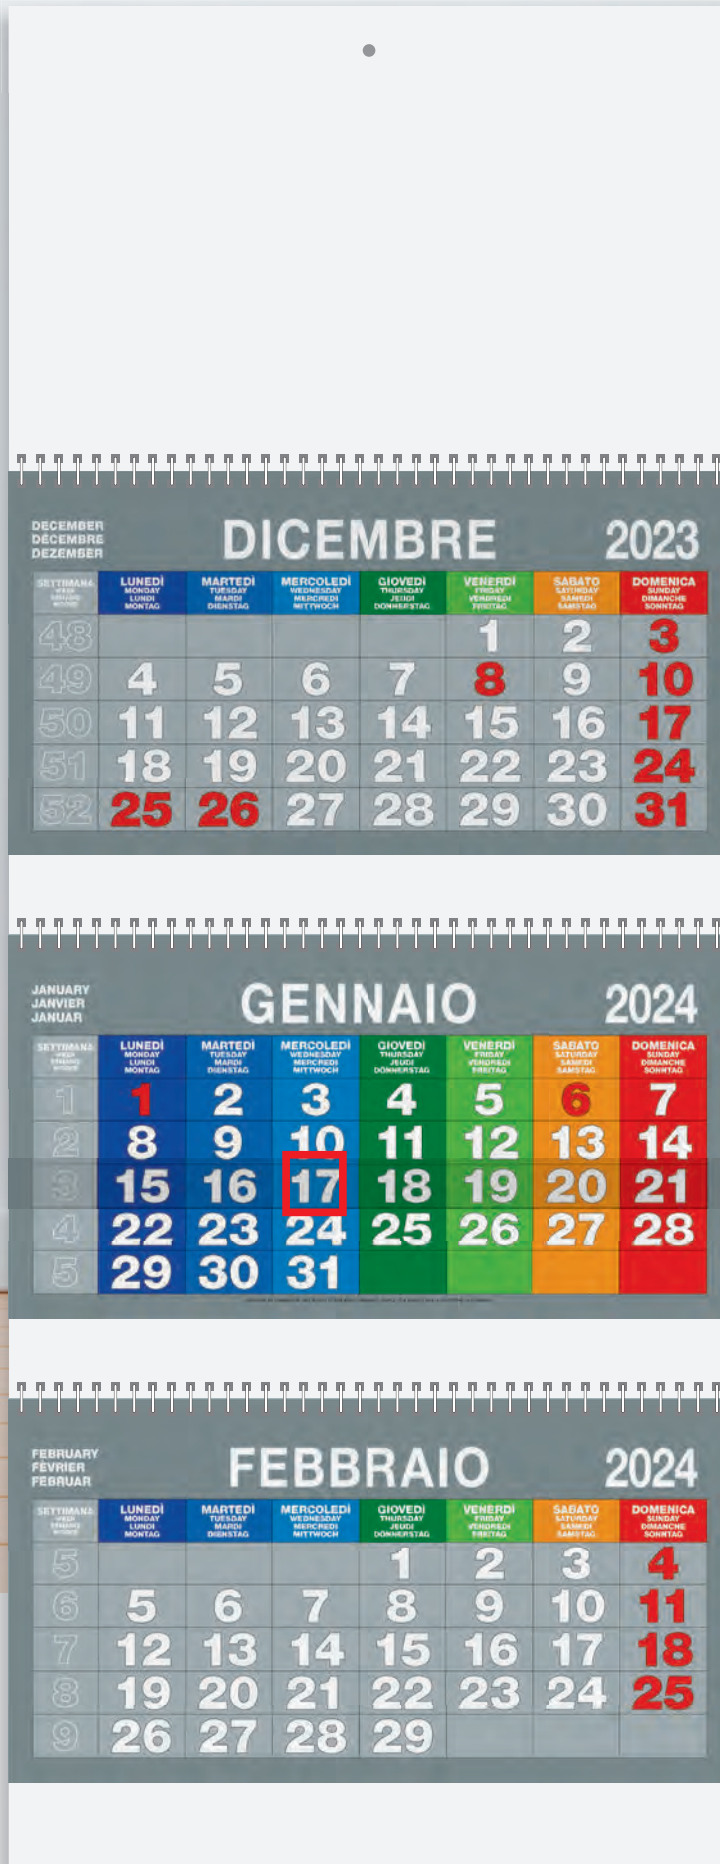 DECEMBER
DÉCEMBRE
DEZEMBER
DICEMBRE 2023
SETTIMANA LUNEDÌ MARTEDÌ MERCOLEDÌ GIOVEDÌ VENERDÌ SABATO DOMENICA
WEEK MONDAY TUESDAY WEDNESDAY THURSDAY FRIDAY SATURDAY SUNDAY
LUNDI MARDI MERCREDI JEUDI VENDREDI SAMEDI DIMANCHE
MONTAG DIENSTAG MITTWOCH DONNERSTAG FREITAG SAMSTAG SONNTAG
48 1 2 3
49 4 5 6 7 8 9 10
50 11 12 13 14 15 16 17
51 18 19 20 21 22 23 24
52 25 26 27 28 29 30 31
JANUARY
JANVIER
JANUAR
GENNAIO 2024
SETTIMANA LUNEDÌ MARTEDÌ MERCOLEDÌ GIOVEDÌ VENERDÌ SABATO DOMENICA
WEEK MONDAY TUESDAY WEDNESDAY THURSDAY FRIDAY SATURDAY SUNDAY
LUNDI MARDI MERCREDI JEUDI VENDREDI SAMEDI DIMANCHE
MONTAG DIENSTAG MITTWOCH DONNERSTAG FREITAG SAMSTAG SONNTAG
1 1 2 3 4 5 6 7
2 8 9 10 11 12 13 14
3 15 16 17 18 19 20 21
4 22 23 24 25 26 27 28
5 29 30 31
FEBRUARY
FÉVRIER
FEBRUAR
FEBBRAIO 2024
SETTIMANA LUNEDÌ MARTEDÌ MERCOLEDÌ GIOVEDÌ VENERDÌ SABATO DOMENICA
WEEK MONDAY TUESDAY WEDNESDAY THURSDAY FRIDAY SATURDAY SUNDAY
LUNDI MARDI MERCREDI JEUDI VENDREDI SAMEDI DIMANCHE
MONTAG DIENSTAG MITTWOCH DONNERSTAG FREITAG SAMSTAG SONNTAG
5 1 2 3 4
6 5 6 7 8 9 10 11
7 12 13 14 15 16 17 18
8 19 20 21 22 23 24 25
9 26 27 28 29